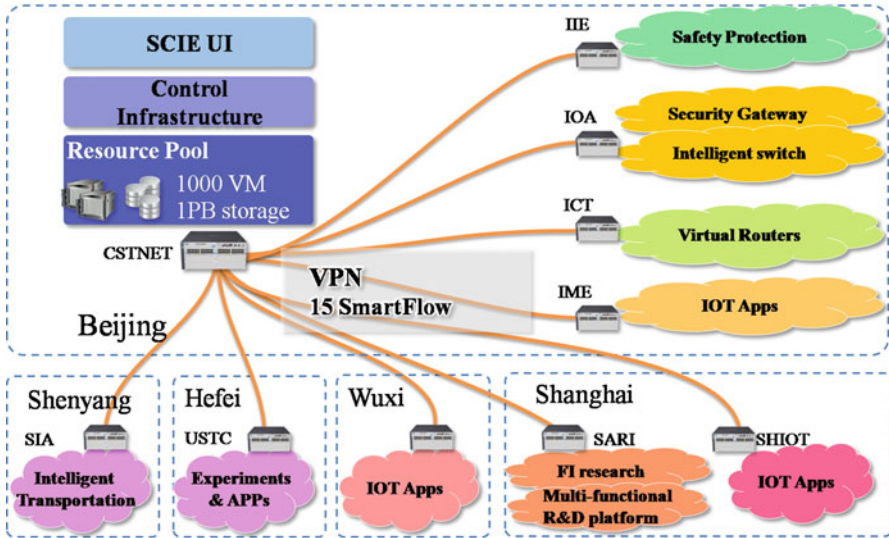 SCIE UI
Control
Infrastructure
Resource Pool
1000 VM
1PB storage
CSTNET
Beijing
VPN
15 SmartFlow
IIE
Safety Protection
IOA
Security Gateway
Intelligent switch
ICT
Virtual Routers
IME
IOT Apps
Shenyang
SIA
Intelligent
Transportation
Hefei
USTC
Experiments
& APPs
Wuxi
IOT Apps
Shanghai
SARI
FI research
Multi-functional
R&D platform
SHIOT
IOT Apps